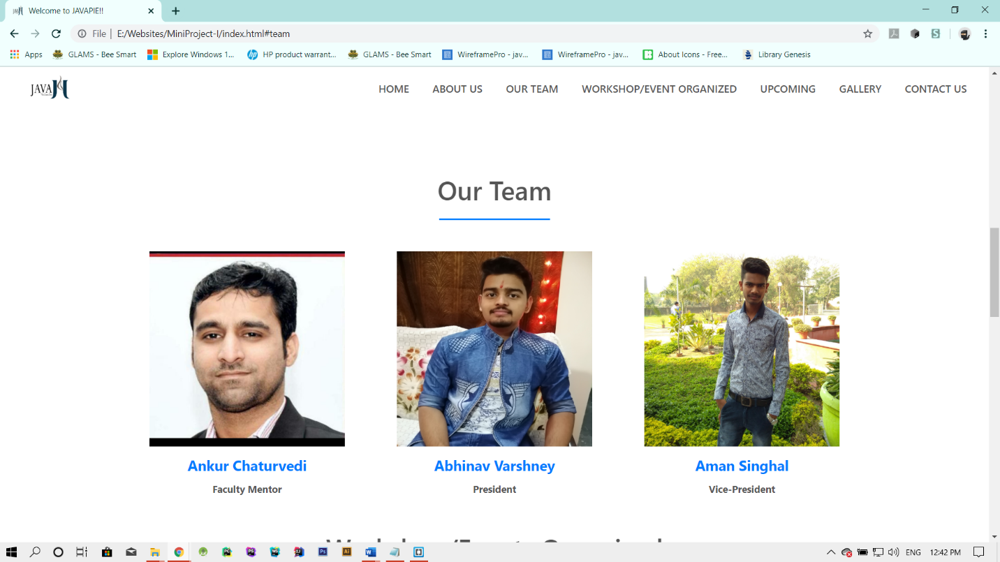 Welcome to JAVAPIE!!
File | E:/Websites/MiniProject-I/index.html#team
Apps GLAMS - Bee Smart Explore Windows 1... HP product warrant... GLAMS - Bee Smart WireframePro - jav... WireframePro - jav... About Icons - Free... Library Genesis
JAVA
HOME ABOUT US OUR TEAM WORKSHOP/EVENT ORGANIZED UPCOMING GALLERY CONTACT US
Our Team
Ankur Chaturvedi Abhinav Varshney Aman Singhal
Faculty Mentor President Vice-President
ENG 12:42 PM